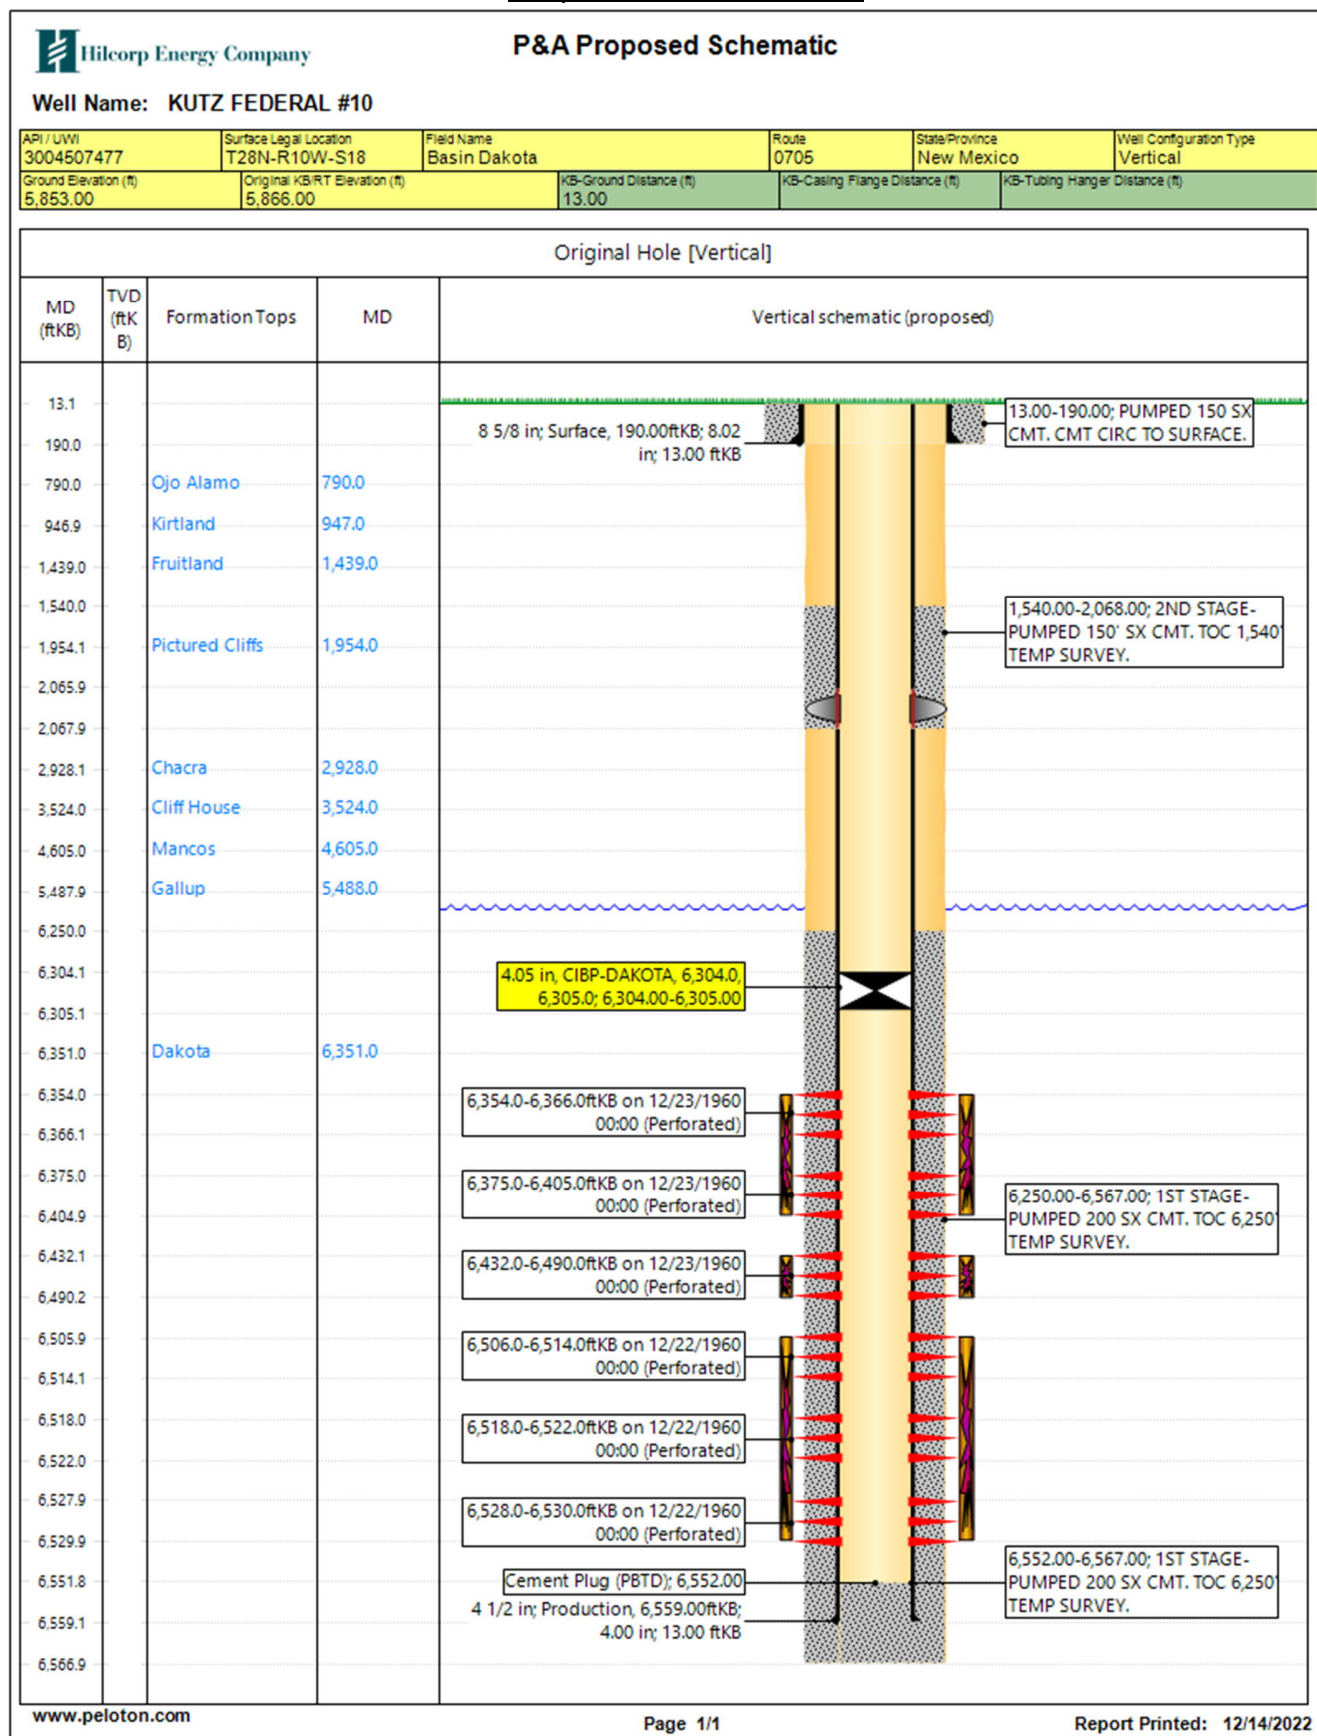 Hilcorp Energy Company
P&A Proposed Schematic
Well Name: KUTZ FEDERAL #10
API / UWI
3004507477
Surface Legal Location
T28N-R10W-S18
Field Name
Basin Dakota
Route
0705
State/Province
New Mexico
Well Configuration Type
Vertical
Ground Elevation (ft)
5,853.00
Original KB/RT Elevation (ft)
5,866.00
KB-Ground Distance (ft)
13.00
KB-Casing Flange Distance (ft)
KB-Tubing Hanger Distance (ft)
Original Hole [Vertical]
MD
(ftKB)
TVD
(ftK
B)
Formation Tops
MD
Vertical schematic (proposed)
13.1
8 5/8 in; Surface, 190.00ftKB; 8.02
in; 13.00 ftKB
13.00-190.00; PUMPED 150 SX
CMT. CMT CIRC TO SURFACE.
190.0
790.0
Ojo Alamo
790.0
946.9
Kirtland
947.0
1,439.0
Fruitland
1,439.0
1,540.0
1,540.00-2,068.00; 2ND STAGE-
PUMPED 150' SX CMT. TOC 1,540'
TEMP SURVEY.
1,954.1
Pictured Cliffs
1,954.0
2,065.9
2,067.9
2,928.1
Chacra
2,928.0
3,524.0
Cliff House
3,524.0
4,605.0
Mancos
4,605.0
5,487.9
Gallup
5,488.0
6,250.0
6,304.1
4.05 in, CIBP-DAKOTA, 6,304.0,
6,305.0; 6,304.00-6,305.00
6,305.1
6,351.0
Dakota
6,351.0
6,354.0
6,354.0-6,366.0ftKB on 12/23/1960
00:00 (Perforated)
6,366.1
6,375.0
6,375.0-6,405.0ftKB on 12/23/1960
00:00 (Perforated)
6,404.9
6,250.00-6,567.00; 1ST STAGE-
PUMPED 200 SX CMT. TOC 6,250'
TEMP SURVEY.
6,432.1
6,432.0-6,490.0ftKB on 12/23/1960
00:00 (Perforated)
6,490.2
6,505.9
6,506.0-6,514.0ftKB on 12/22/1960
00:00 (Perforated)
6,514.1
6,518.0
6,518.0-6,522.0ftKB on 12/22/1960
00:00 (Perforated)
6,522.0
6,527.9
6,528.0-6,530.0ftKB on 12/22/1960
00:00 (Perforated)
6,529.9
6,551.8
Cement Plug (PBTD); 6,552.00
6,552.00-6,567.00; 1ST STAGE-
PUMPED 200 SX CMT. TOC 6,250'
TEMP SURVEY.
6,559.1
4 1/2 in; Production, 6,559.00ftKB;
4.00 in; 13.00 ftKB
6,566.9
www.peloton.com
Page 1/1
Report Printed: 12/14/2022